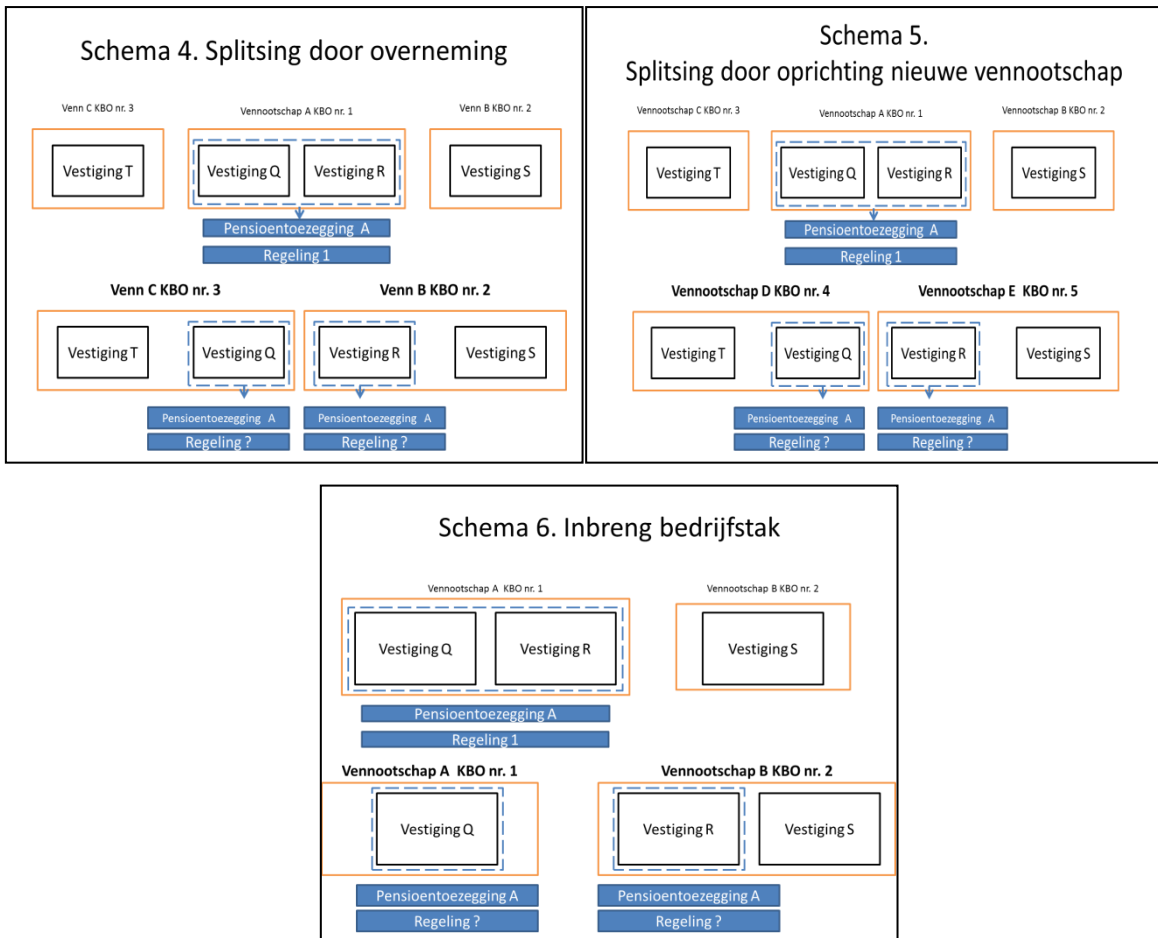 Schema 4. Splitsing door overneming
Venn C KBO nr. 3
Vennootschap A KBO nr. 1
Venn B KBO nr. 2
Vestiging T
Vestiging Q
Vestiging R
Vestiging S
Pensioentoezegging A
Regeling 1
Venn C KBO nr. 3
Venn B KBO nr. 2
Vestiging T
Vestiging Q
Vestiging R
Vestiging S
Pensioentoezegging A
Pensioentoezegging A
Regeling ?
Regeling ?
Schema 5.
Splitsing door oprichting nieuwe vennootschap
Vennootschap C KBO nr. 3
Vennootschap A KBO nr. 1
Vennootschap B KBO nr. 2
Vestiging T
Vestiging Q
Vestiging R
Vestiging S
Pensioentoezegging A
Regeling 1
Vennootschap D KBO nr. 4
Vennootschap E KBO nr. 5
Vestiging T
Vestiging Q
Vestiging R
Vestiging S
Pensioentoezegging A
Pensioentoezegging A
Regeling ?
Regeling ?
Schema 6. Inbreng bedrijfstak
Vennootschap A KBO nr. 1
Vennootschap B KBO nr. 2
Vestiging Q
Vestiging R
Vestiging S
Pensioentoezegging A
Regeling 1
Vennootschap A KBO nr. 1
Vennootschap B KBO nr. 2
Vestiging Q
Vestiging R
Vestiging S
Pensioentoezegging A
Pensioentoezegging A
Regeling ?
Regeling ?